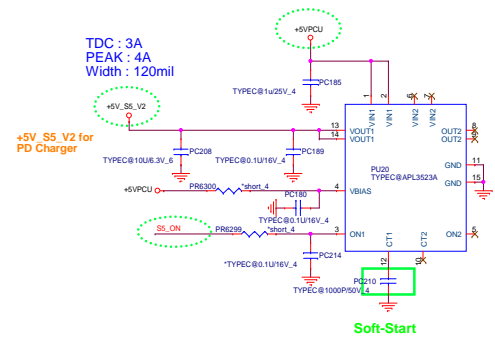 +5VPCU
TDC : 3A
PEAK : 4A
Width : 120mil
PC185
TYPEC@1u/25V_4
+5V_S5_V2
1
2
6
7
VIN1
VIN1
VIN2
VIN2
+5V_S5_V2 for
PD Charger
13
14
VOUT1
VOUT1
OUT2
OUT2
8
9
PC208
TYPEC@10U/6.3V_6
PC189
TYPEC@0.1U/16V_4
PU20
TYPEC@APL3523A
GND
GND
11
15
+5VPCU
PR6300
*short_4
4
VBIAS
PC180
TYPEC@0.1U/16V_4
S5_ON
PR6299
*short_4
3
ON1
ON2
5
CT1
CT2
PC214
*TYPEC@0.1U/16V_4
12
10
PC210
TYPEC@1000P/50V_4
Soft-Start